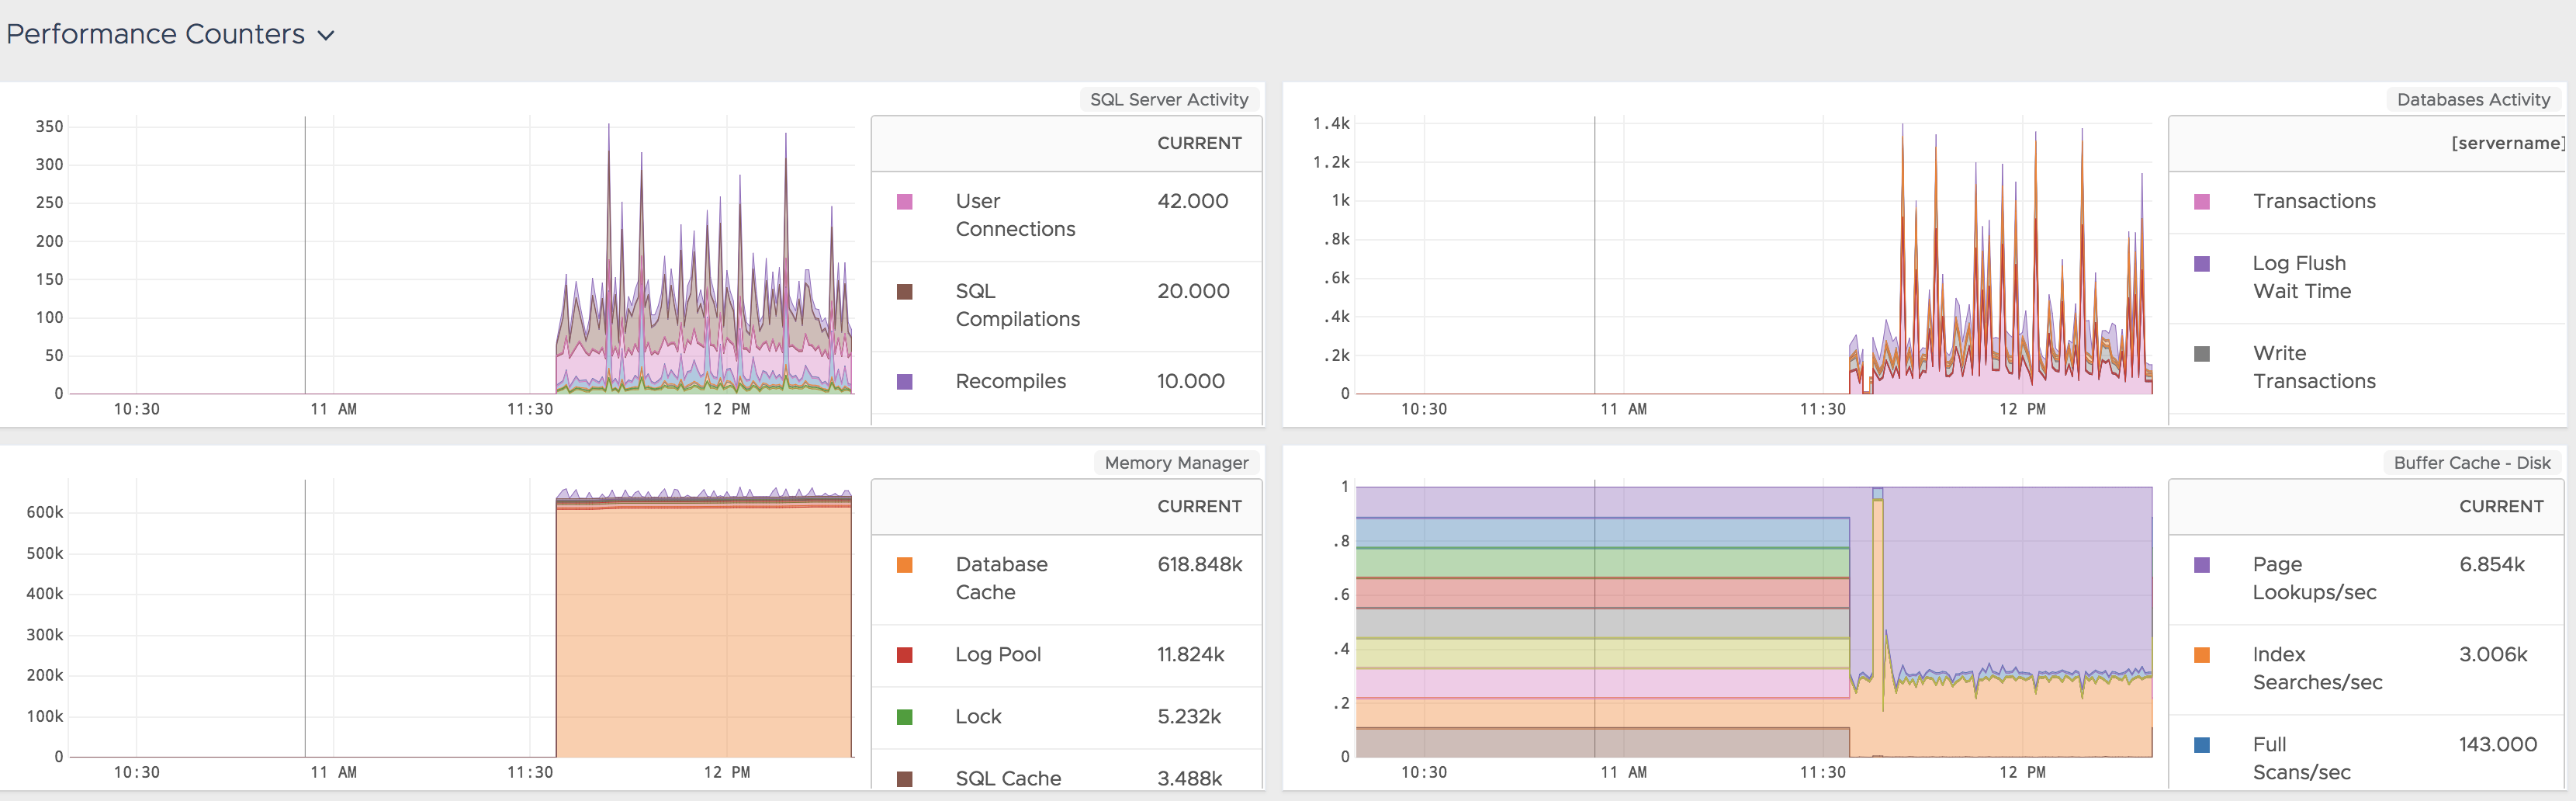 Performance Counters
SQL Server Activity
350
300
250
200
150
100
50
0
10:30
11 AM
11:30
12 PM
CURRENT
User
Connections
42.000
SQL
Compilations
20.000
Recompiles
10.000
Databases Activity
1.4k
1.2k
1k
.8k
.6k
.4k
.2k
0
10:30
11 AM
11:30
12 PM
[servername]
Transactions
Log Flush
Wait Time
Write
Transactions
Memory Manager
600k
500k
400k
300k
200k
100k
0
10:30
11 AM
11:30
12 PM
CURRENT
Database
Cache
618.848k
Log Pool
11.824k
Lock
5.232k
SQL Cache
3.488k
Buffer Cache - Disk
1
.8
.6
.4
.2
0
10:30
11 AM
11:30
12 PM
CURRENT
Page
Lookups/sec
6.854k
Index
Searches/sec
3.006k
Full
Scans/sec
143.000